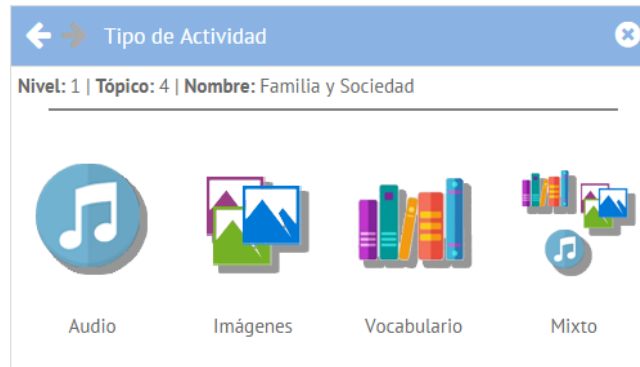 Tipo de Actividad
Nivel: 1 | Tópico: 4 | Nombre: Familia y Sociedad
Audio
Imágenes
Vocabulario
Mixto